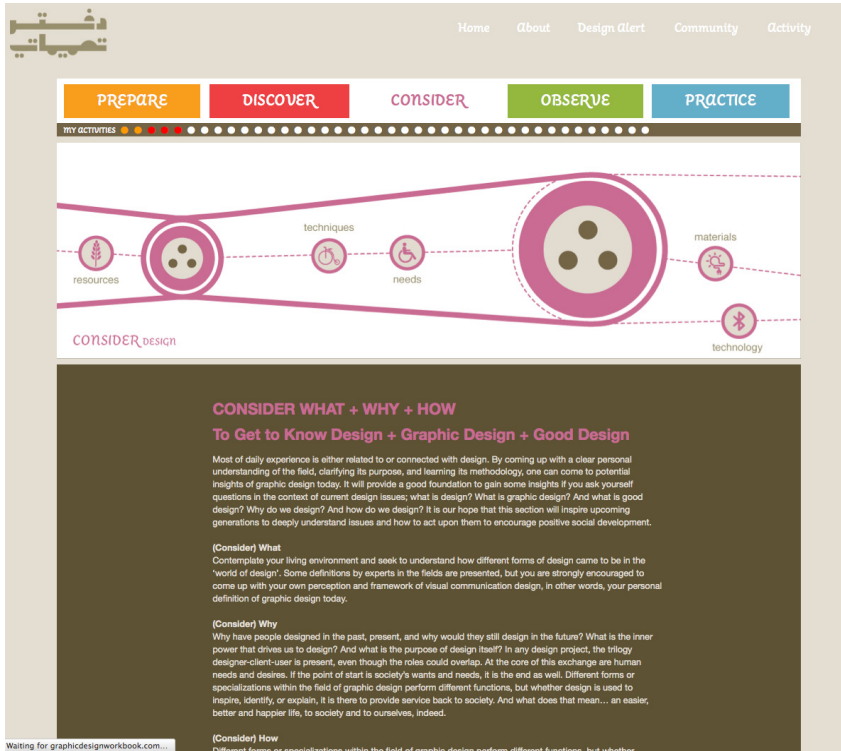 Home About Design Alert Community Activity
PREPARE DISCOVER CONSIDER OBSERVE PRACTICE
MY ACTIVITIES
techniques
materials
resources
needs
CONSIDER DESIGN
technology
CONSIDER WHAT + WHY + HOW
To Get to Know Design + Graphic Design + Good Design
Most of daily experience is either related to or connected with design. By coming up with a clear personal
understanding of the field, clarifying its purpose, and learning its methodology, one can come to potential
insights of graphic design today. It will provide a good foundation to gain some insights if you ask yourself
questions in the context of current design issues; what is design? What is graphic design? And what is good
design? Why do we design? And how do we design? It is our hope that this section will inspire upcoming
generations to deeply understand issues and how to act upon them to encourage positive social development.
(Consider) What
Contemplate your living environment and seek to understand how different forms of design came to be in the
'world of design'. Some definitions by experts in the fields are presented, but you are strongly encouraged to
come up with your own perception and framework of visual communication design, in other words, your personal
definition of graphic design today.
(Consider) Why
Why have people designed in the past, present, and why would they still design in the future? What is the inner
power that drives us to design? And what is the purpose of design itself? In any design project, the trilogy
designer-client-user is present, even though the roles could overlap. At the core of this exchange are human
needs and desires. If the point of start is society's wants and needs, it is the end as well. Different forms or
specializations within the field of graphic design perform different functions, but whether design is used to
inspire, identify, or explain, it is there to provide service back to society. And what does that mean… an easier,
better and happier life, to society and to ourselves, indeed.
(Consider) How
Different forms or specializations within the field of graphic design perform different functions, but whether
Waiting for graphicdesignworkbook.com...